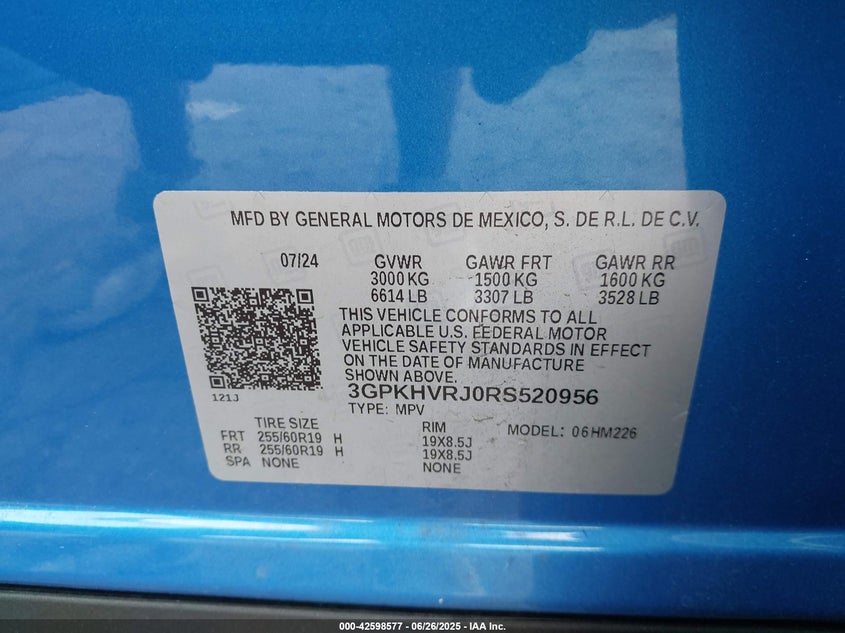 MFD BY GENERAL MOTORS DE MEXICO, S. DE R.L. DE C.V.
07/24 GVWR GAWR FRT GAWR RR
3000 KG 1500 KG 1600 KG
6614 LB 3307 LB 3528 LB
THIS VEHICLE CONFORMS TO ALL
APPLICABLE U.S. FEDERAL MOTOR
VEHICLE SAFETY STANDARDS IN EFFECT
ON THE DATE OF MANUFACTURE
SHOWN ABOVE.
121J
3GPKHVRJ0RS520956
TYPE: MPV
TIRE SIZE RIM MODEL: 06HM226
FRT 255/60R19 H 19X8.5J
RR 255/60R19 H 19X8.5J
SPA NONE NONE
000-42598577 - 06/26/2025 - IAA Inc.